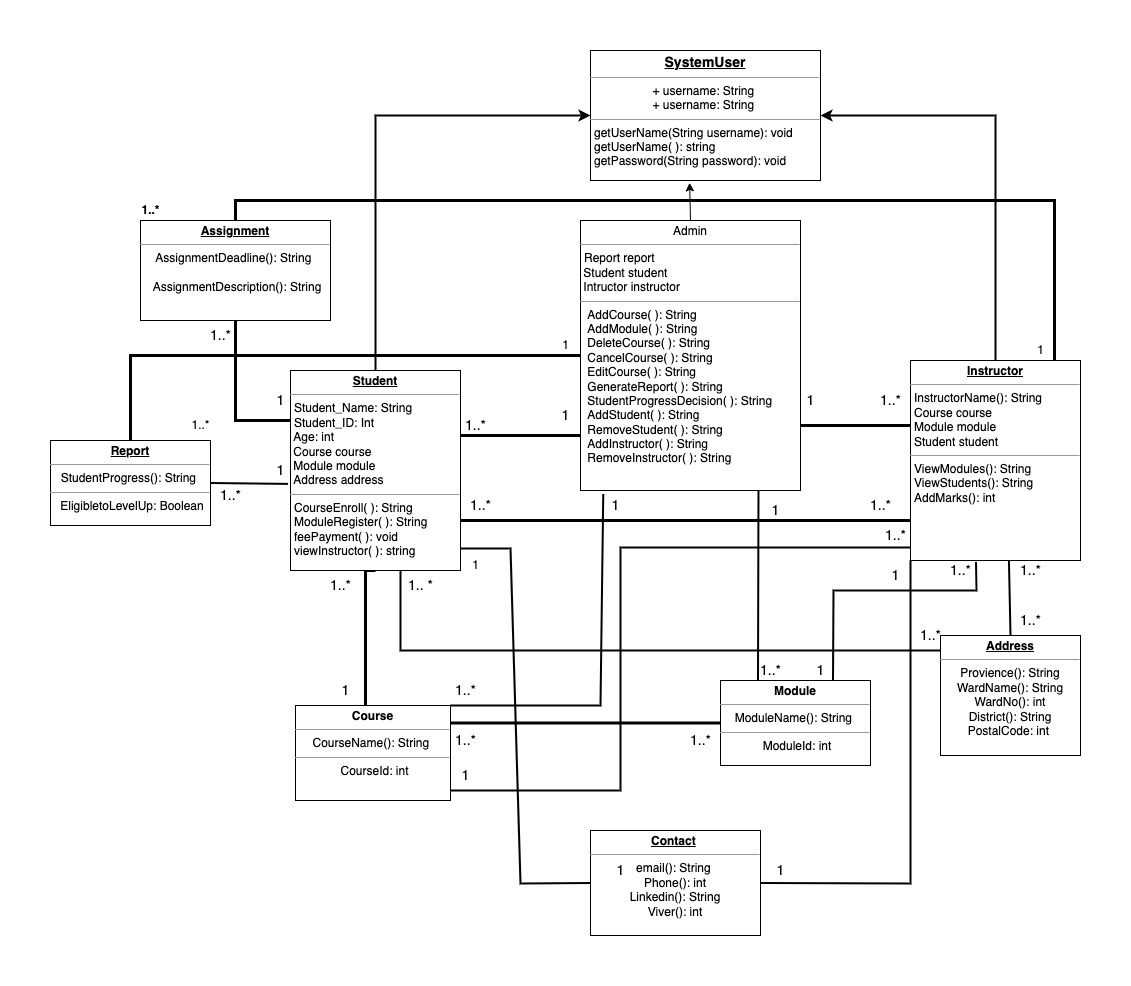 SystemUser
+ username: String
+ username: String
getUserName(String username): void
getUserName( ): string
getPassword(String password): void
1..*
Assignment
AssignmentDeadline(): String
AssignmentDescription(): String
1..*
Admin
Report report
Student student
Intructor instructor
AddCourse( ): String
AddModule( ): String
DeleteCourse( ): String
CancelCourse( ): String
EditCourse( ): String
GenerateReport( ): String
StudentProgressDecision( ): String
AddStudent( ): String
RemoveStudent( ): String
AddInstructor( ): String
RemoveInstructor( ): String
1
1
1
1..*
1
Instructor
InstructorName(): String
Course course
Module module
Student student
ViewModules(): String
ViewStudents(): String
AddMarks(): int
1
Student
Student_Name: String
Student_ID: Int
Age: int
Course course
Module module
Address address
CourseEnroll( ): String
ModuleRegister( ): String
feePayment( ): void
viewInstructor( ): string
1..*
1..*
Report
StudentProgress(): String
EligibletoLevelUp: Boolean
1
1..*
1..*
1
1
1..*
1..*
1
1..*
1..*
1
1..*
1..*
1..*
1..*
Address
Provience(): String
WardName(): String
WardNo(): int
District(): String
PostalCode: int
1..*
1
Module
ModuleName(): String
ModuleId: int
1
1..*
Course
CourseName(): String
CourseId: int
1..*
1..*
1
Contact
1
email(): String
Phone(): int
Linkedin(): String
Viver(): int
1